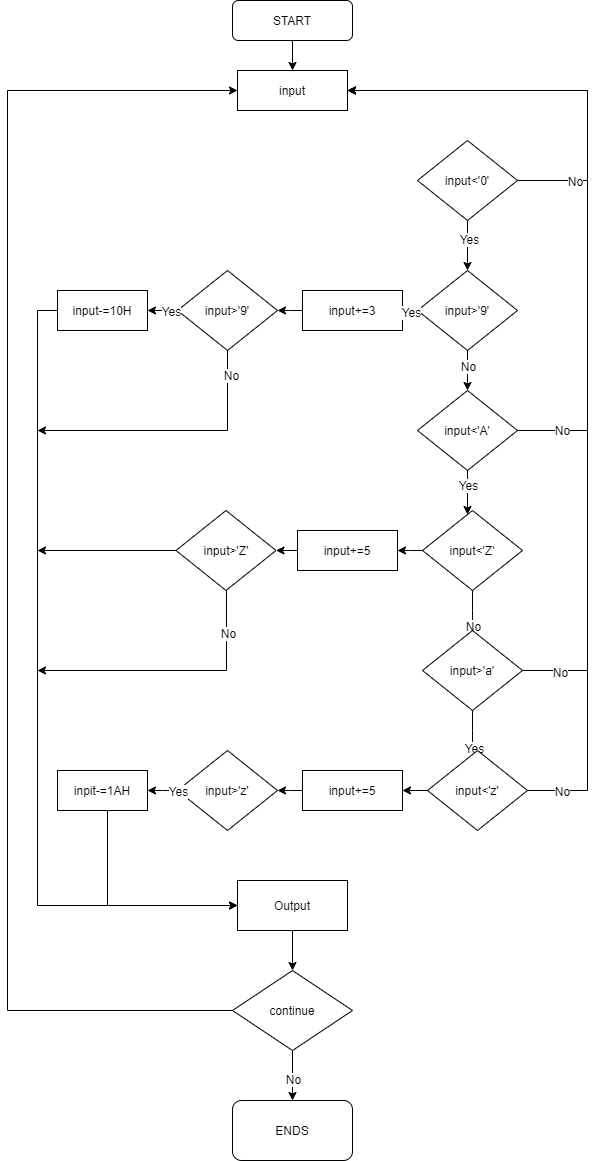 START
input
input<'0'
No
Yes
input-=10H
Yes
input>'9'
input+=3
Yes
input>'9'
No
No
input<'A'
No
Yes
input>'Z'
input+=5
input<'Z'
No
No
input>'a'
No
Yes
inpit-=1AH
Yes
input>'z'
input+=5
input<'z'
No
Output
continue
No
ENDS